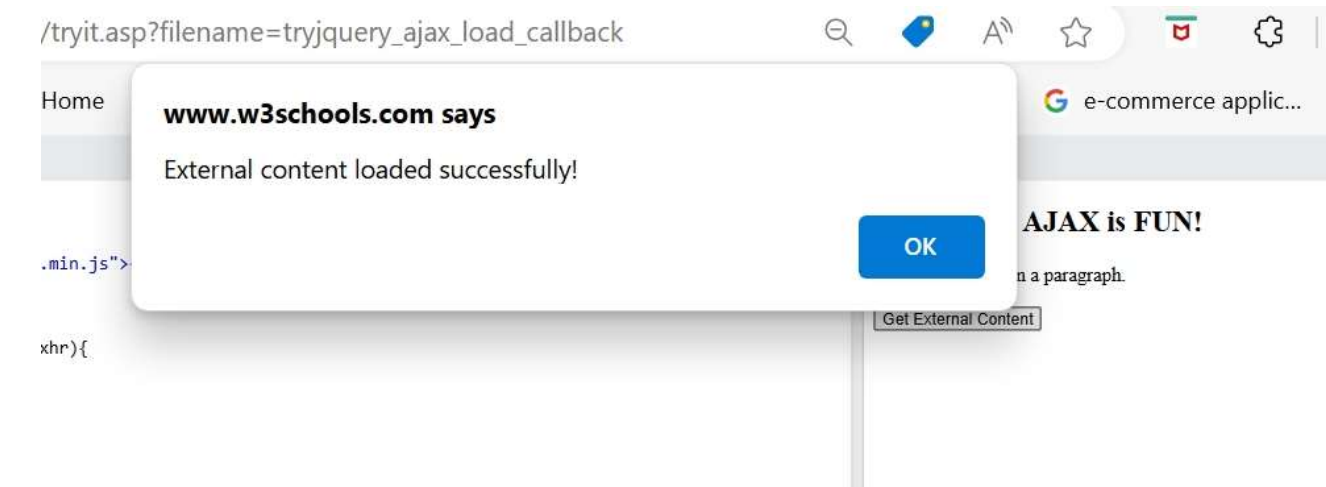 /tryit.asp?filename=tryjquery_ajax_load_callback
Home
e-commerce applic...
www.w3schools.com says
External content loaded successfully!
OK
AJAX is FUN!
.min.js">
a paragraph.
Get External Content
xhr){